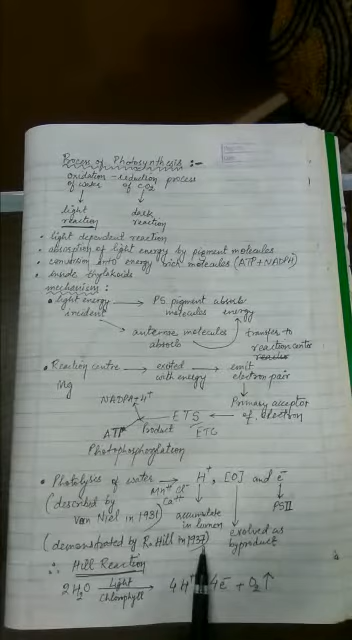 Process of Photosynthesis :-
oxidation - reduction process
of water of CO2
light dark
reaction reaction
• light dependent reaction
• absorption of light energy by pigment molecules
• conversion into energy rich molecules (ATP + NADPH)
• inside thylakoids
mechanism :
• light energy → PS pigment absorb
incident molecules energy
→ antennae molecules transfer to
absorb reaction centre
• Reaction centre → excited → emit
Mg with energy electron pair
NADPH + H+ Primary acceptor
ETS ← of electron
ATP Product ETC
Photophosphorylation
• Photolysis of water → H+, [O] and e-
Mn++ Cl-
(described by Ca++
Van Niel in 1931) accumulate PSII
in lumen evolved as
(demonstrated by R. Hill in 1937) byproduct
∴ Hill Reaction
2H2O Light → 4H+ 4e- + O2↑
Chlorophyll